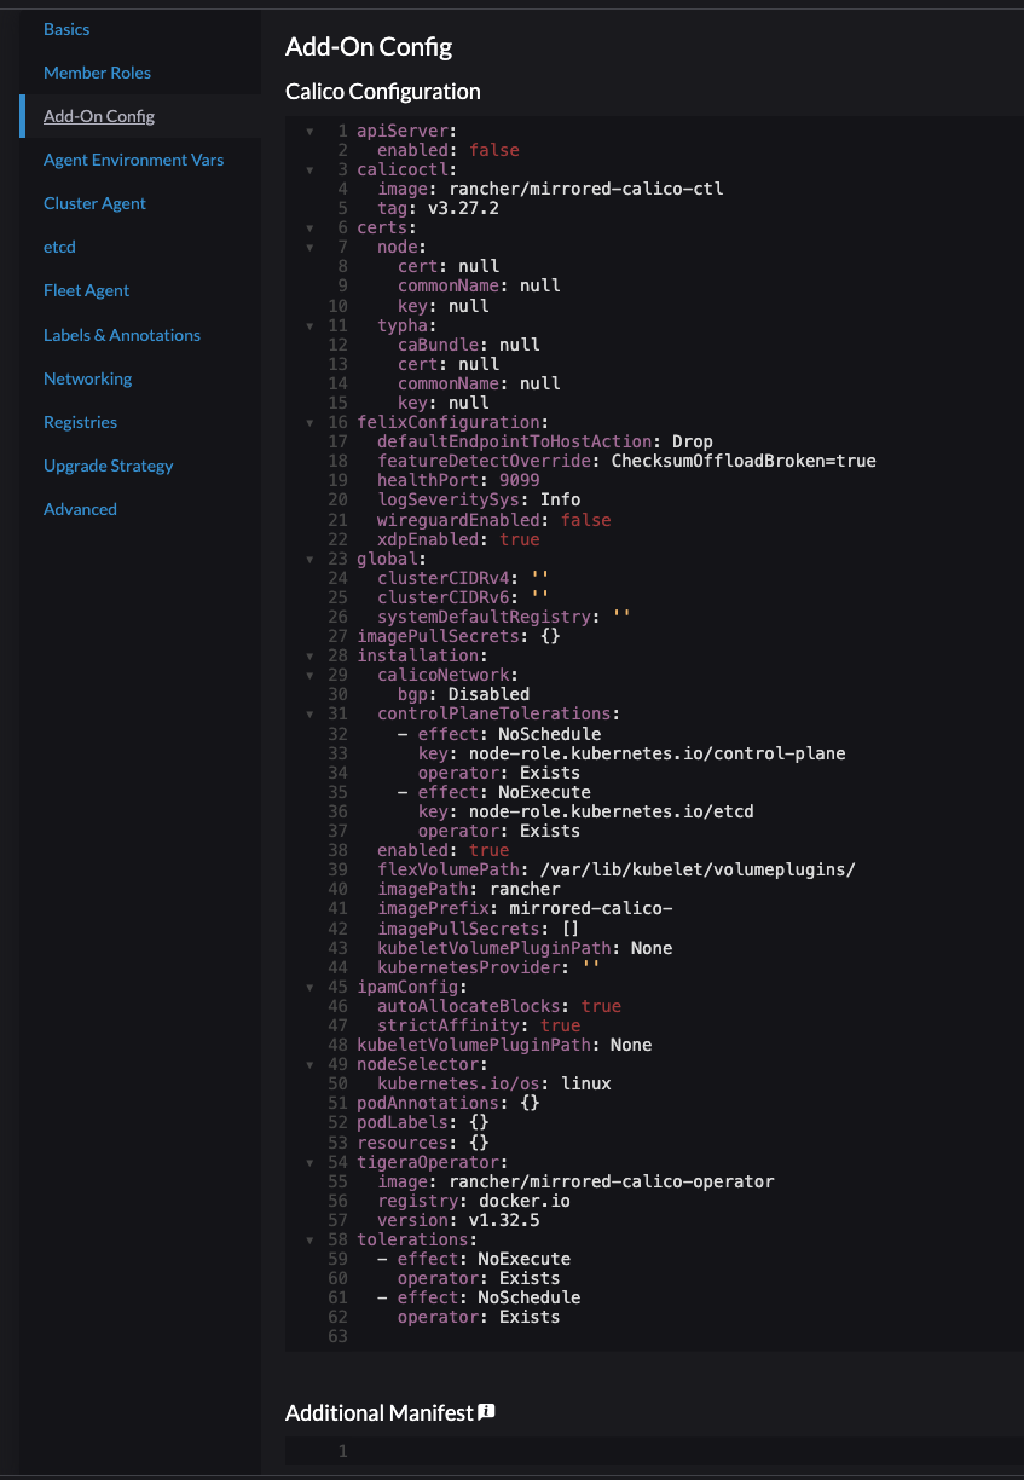 Basics
Member Roles
Add-On Config
Agent Environment Vars
Cluster Agent
etcd
Fleet Agent
Labels & Annotations
Networking
Registries
Upgrade Strategy
Advanced
Add-On Config
Calico Configuration
1 apiServer:
2   enabled: false
3 calicoctl:
4   image: rancher/mirrored-calico-ctl
5   tag: v3.27.2
6 certs:
7   node:
8     cert: null
9     commonName: null
10     key: null
11   typha:
12     caBundle: null
13     cert: null
14     commonName: null
15     key: null
16 felixConfiguration:
17   defaultEndpointToHostAction: Drop
18   featureDetectOverride: ChecksumOffloadBroken=true
19   healthPort: 9099
20   logSeveritySys: Info
21   wireguardEnabled: false
22   xdpEnabled: true
23 global:
24   clusterCIDRv4: ''
25   clusterCIDRv6: ''
26   systemDefaultRegistry: ''
27 imagePullSecrets: {}
28 installation:
29   calicoNetwork:
30     bgp: Disabled
31   controlPlaneTolerations:
32     - effect: NoSchedule
33       key: node-role.kubernetes.io/control-plane
34       operator: Exists
35     - effect: NoExecute
36       key: node-role.kubernetes.io/etcd
37       operator: Exists
38   enabled: true
39   flexVolumePath: /var/lib/kubelet/volumeplugins/
40   imagePath: rancher
41   imagePrefix: mirrored-calico-
42   imagePullSecrets: []
43   kubeletVolumePluginPath: None
44   kubernetesProvider: ''
45 ipamConfig:
46   autoAllocateBlocks: true
47   strictAffinity: true
48 kubeletVolumePluginPath: None
49 nodeSelector:
50   kubernetes.io/os: linux
51 podAnnotations: {}
52 podLabels: {}
53 resources: {}
54 tigeraOperator:
55   image: rancher/mirrored-calico-operator
56   registry: docker.io
57   version: v1.32.5
58 tolerations:
59   - effect: NoExecute
60     operator: Exists
61   - effect: NoSchedule
62     operator: Exists
63
Additional Manifest
1